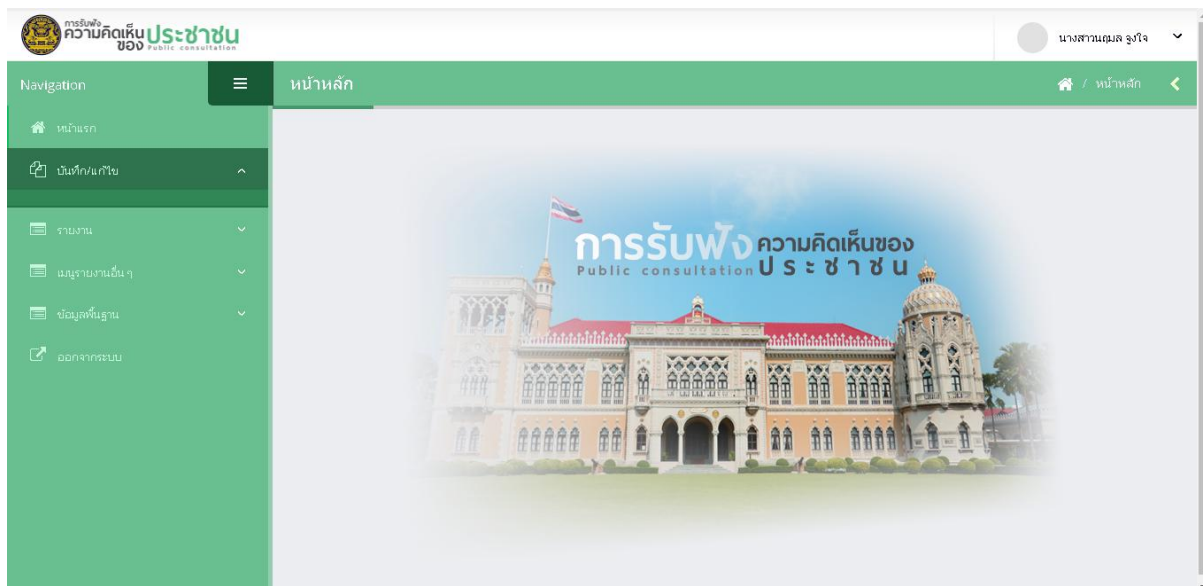 การรับฟัง
ความคิดเห็น ประชาชน
ของ Public consultation
นางสาวนฤมล จูงใจ
Navigation
หน้าหลัก
/ หน้าหลัก
หน้าแรก
บันทึก/แก้ไข
รายงาน
เมนูรายงานอื่น ๆ
ข้อมูลพื้นฐาน
ออกจากระบบ
การรับฟัง ความคิดเห็นของ
Public consultation ประชาชน